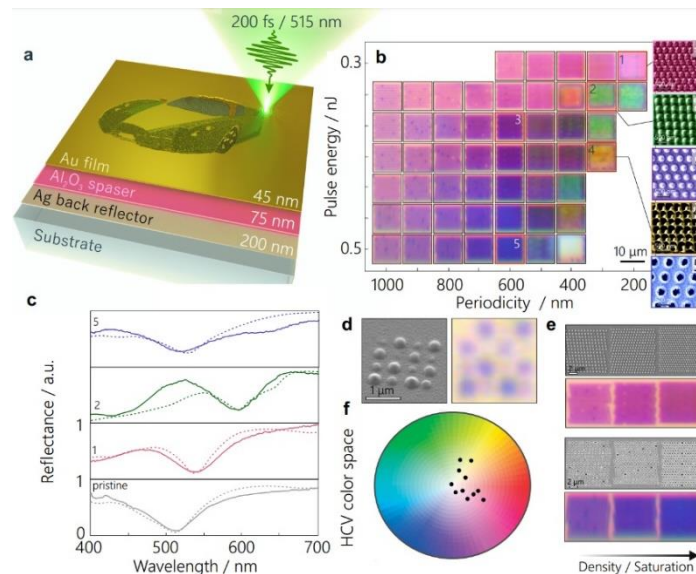 200 fs / 515 nm
a
Au film
45 nm
Al₂O₃ spaser
75 nm
Ag back reflector
200 nm
Substrate
b
Pulse energy / nJ
0.3
0.5
1
2
3
4
5
10 μm
1000
800
600
400
200
Periodicity / nm
c
Reflectance / a.u.
5
2
1
1
1
pristine
0
400
500
600
700
Wavelength / nm
d
1 μm
e
2 μm
2 μm
Density / Saturation
f
HCV color space